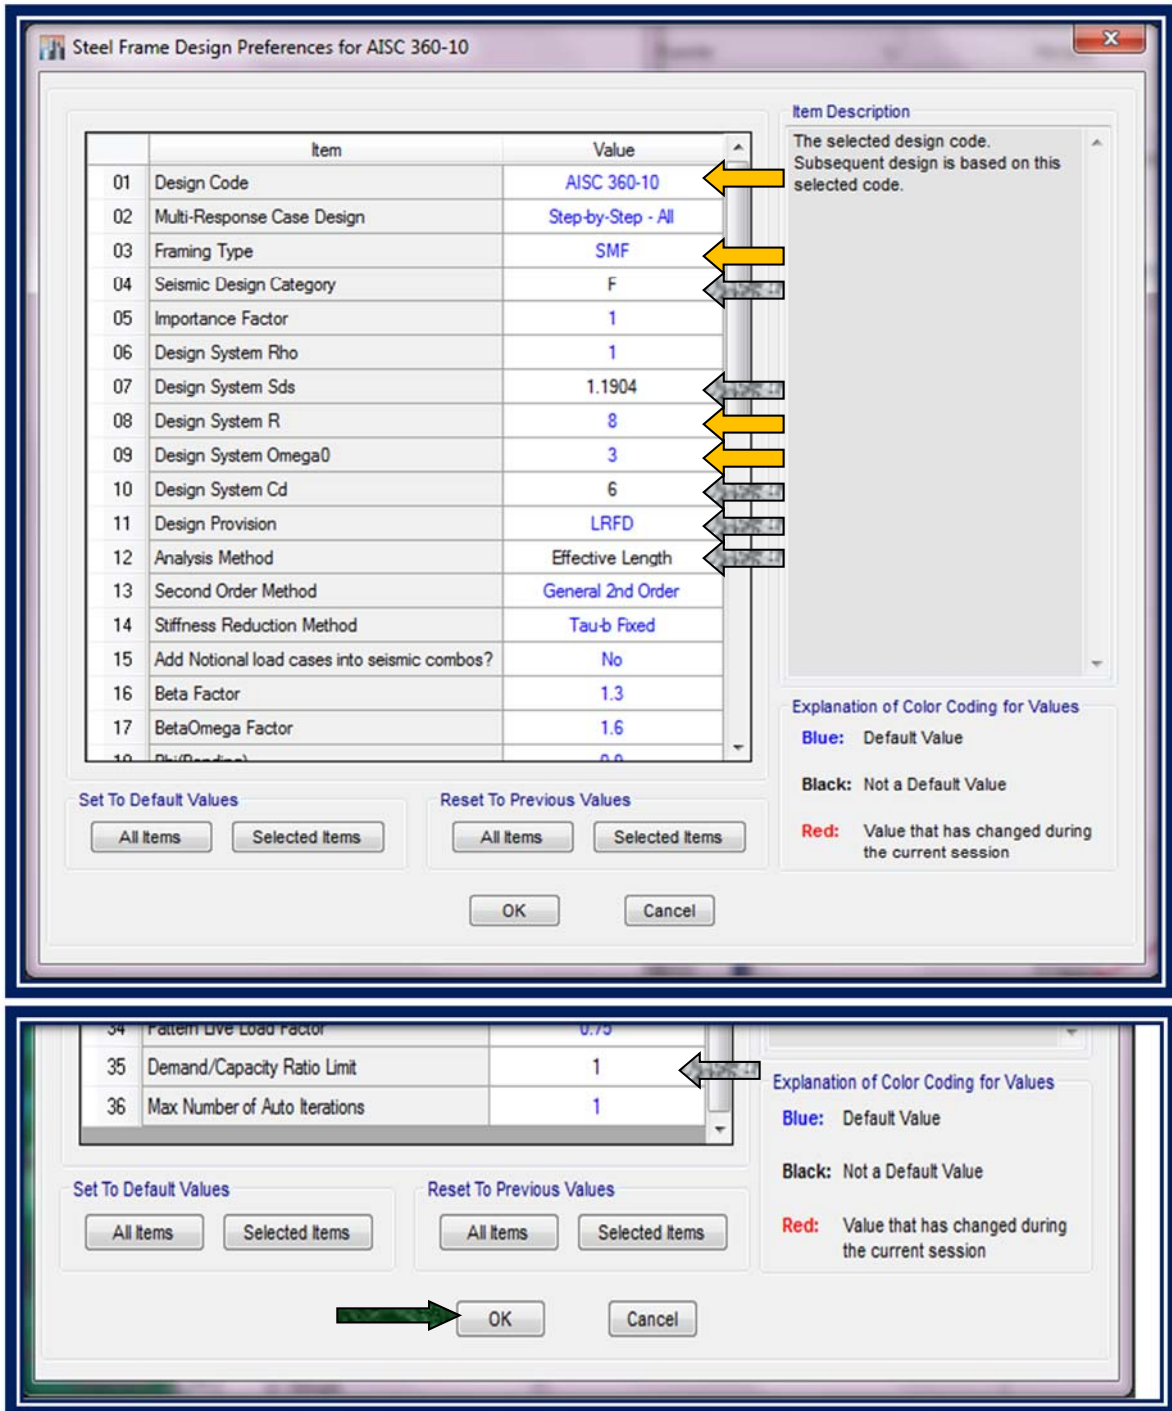 Steel Frame Design Preferences for AISC 360-10
Item Value
01 Design Code AISC 360-10
02 Multi-Response Case Design Step-by-Step - All
03 Framing Type SMF
04 Seismic Design Category F
05 Importance Factor 1
06 Design System Rho 1
07 Design System Sds 1.1904
08 Design System R 8
09 Design System Omega0 3
10 Design System Cd 6
11 Design Provision LRFD
12 Analysis Method Effective Length
13 Second Order Method General 2nd Order
14 Stiffness Reduction Method Tau-b Fixed
15 Add Notional load cases into seismic combos? No
16 Beta Factor 1.3
17 BetaOmega Factor 1.6
Item Description
The selected design code.
Subsequent design is based on this
selected code.
Explanation of Color Coding for Values
Blue: Default Value
Black: Not a Default Value
Red: Value that has changed during
the current session
Set To Default Values
All Items Selected Items
Reset To Previous Values
All Items Selected Items
OK Cancel
34 Pattern Live Load Factor 0.75
35 Demand/Capacity Ratio Limit 1
36 Max Number of Auto Iterations 1
Explanation of Color Coding for Values
Blue: Default Value
Black: Not a Default Value
Red: Value that has changed during
the current session
Set To Default Values
All Items Selected Items
Reset To Previous Values
All Items Selected Items
OK Cancel